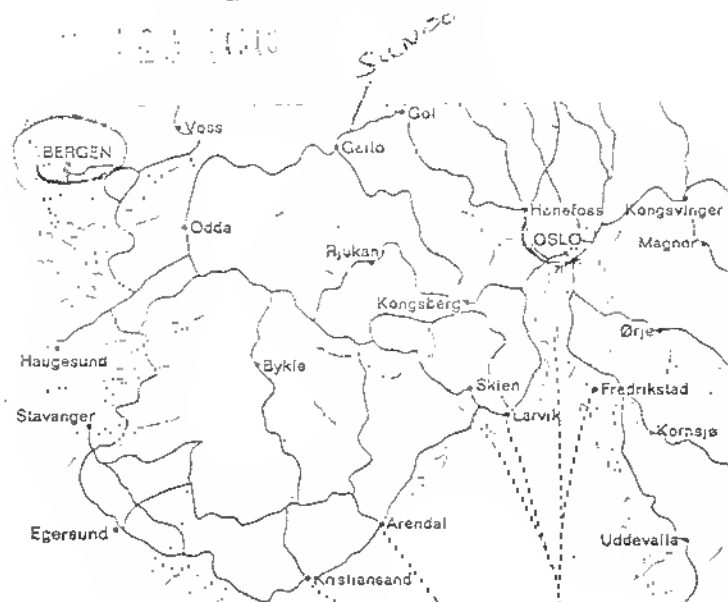 Gol
Voss
BERGEN
Geilo
Hønefoss
Kongsvinger
OSLO
Magnor
Odda
Rjukan
Kongsberg
Ørje
Haugesund
Bykle
Skien
Fredrikstad
Stavanger
Larvik
Kornsjø
Egersund
Arendal
Uddevalla
Kristiansand